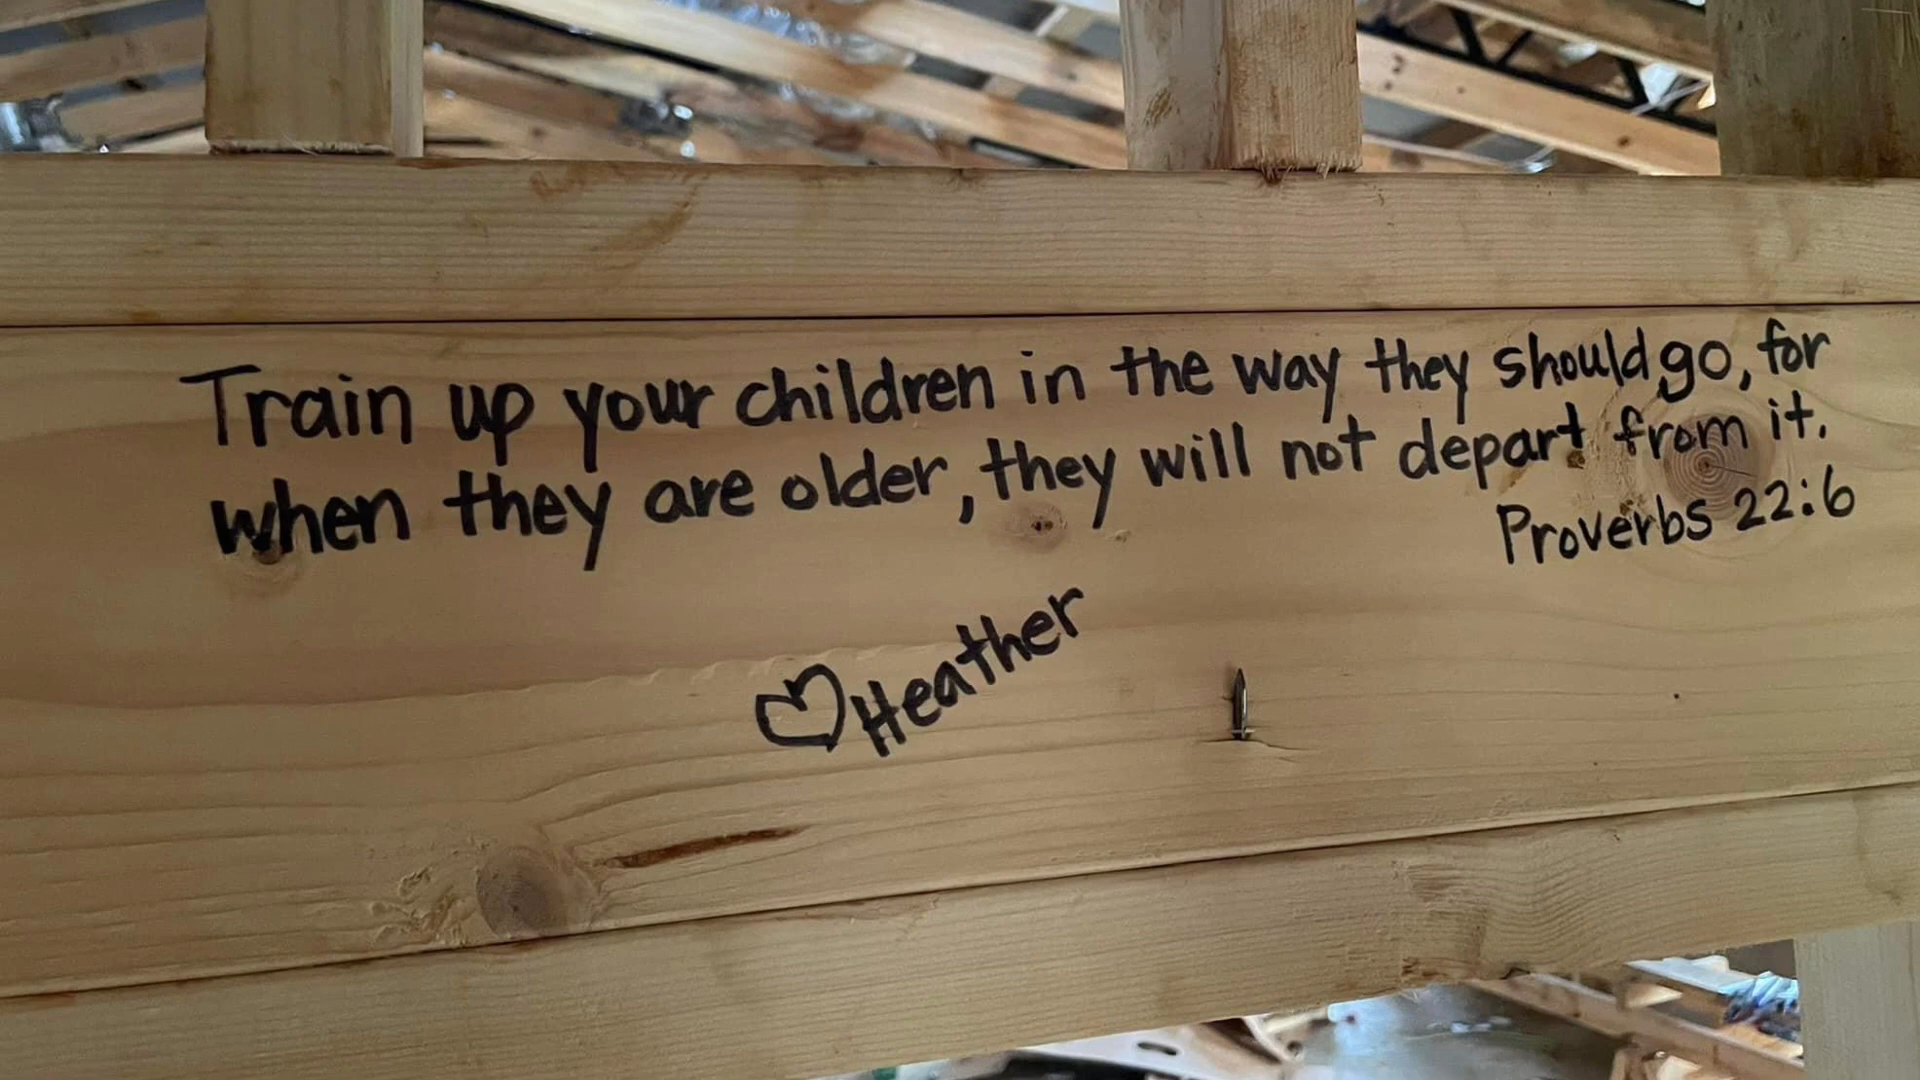 Train up your children in the way they should go, for
when they are older, they will not depart from it.
Proverbs 22:6
♡Heather